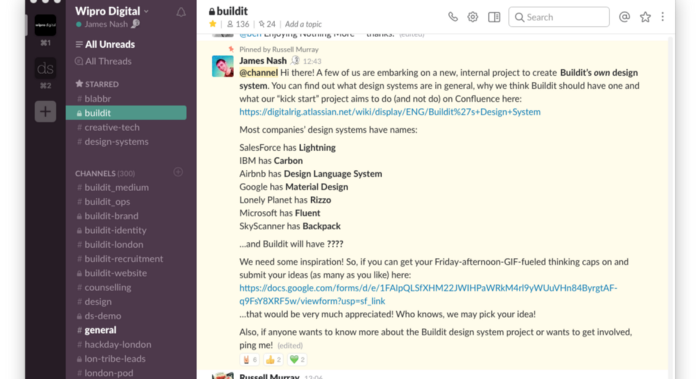 Wipro Digital
James Nash
⌘1
ds
⌘2
All Unreads
All Threads
STARRED
# blabbr
buildit
# creative-tech
# design-systems
CHANNELS (300)
# buildit_medium
# buildit_ops
buildit-brand
buildit-identity
# buildit-london
# buildit-recruitment
buildit-website
# counselling
# design
ds-demo
# general
# hackday-london
# lon-tribe-leads
# london-pod
buildit
136
24
Add a topic
Search
@ben Enjoying Nothing More thanks. (edited)
Pinned by Russell Murray
James Nash 12:43
@channel Hi there! A few of us are embarking on a new, internal project to create Buildit's own design
system. You can find out what design systems are in general, why we think Buildit should have one and
what our "kick start" project aims to do (and not do) on Confluence here:
https://digitalrig.atlassian.net/wiki/display/ENG/Buildit%27s+Design+System
Most companies' design systems have names:
SalesForce has Lightning
IBM has Carbon
Airbnb has Design Language System
Google has Material Design
Lonely Planet has Rizzo
Microsoft has Fluent
SkyScanner has Backpack
...and Buildit will have ????
We need some inspiration! So, if you can get your Friday-afternoon-GIF-fueled thinking caps on and
submit your ideas (as many as you like) here:
https://docs.google.com/forms/d/e/1FAIpQLSfXHM22JWIHPaWRkM4rl9yWUuVHn84ByrgtAF-
q9FsY8XRF5w/viewform?usp=sf_link
...that would be very much appreciated! Who knows, we may pick your idea!
Also, if anyone wants to know more about the Buildit design system project or wants to get involved,
ping me! (edited)
6
2
2
Russell Murray 13:06